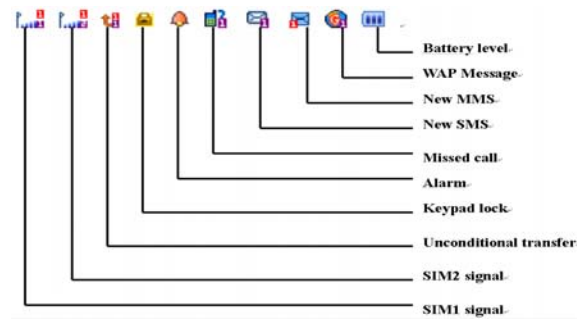 Battery level
WAP Message
New MMS
New SMS
Missed call
Alarm
Keypad lock
Unconditional transfer
SIM2 signal
SIM1 signal